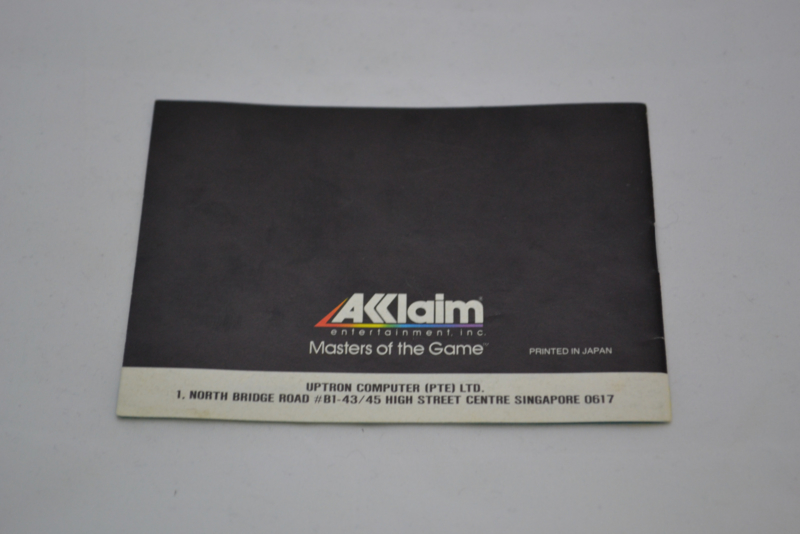 AKKlaim®
entertainment, inc.
Masters of the Game™
PRINTED IN JAPAN
UPTRON COMPUTER (PTE) LTD.
1, NORTH BRIDGE ROAD #B1-43/45 HIGH STREET CENTRE SINGAPORE 0617